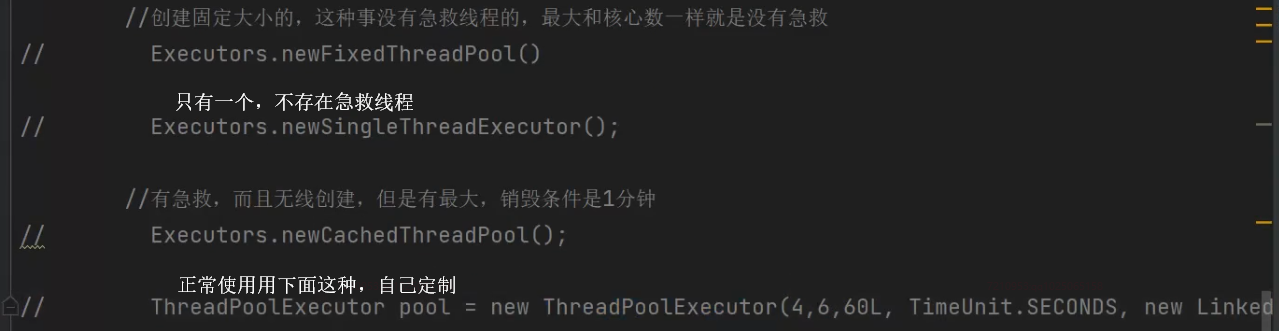 //创建固定大小的，这种事没有急救线程的，最大和核心数一样就是没有急救
// Executors.newFixedThreadPool()
只有一个，不存在急救线程
// Executors.newSingleThreadExecutor();
//有急救，而且无线创建，但是有最大，销毁条件是1分钟
// Executors.newCachedThreadPool();
正常使用用下面这种，自己定制
// ThreadPoolExecutor pool = new ThreadPoolExecutor(4,6,60L, TimeUnit.SECONDS, new Linked